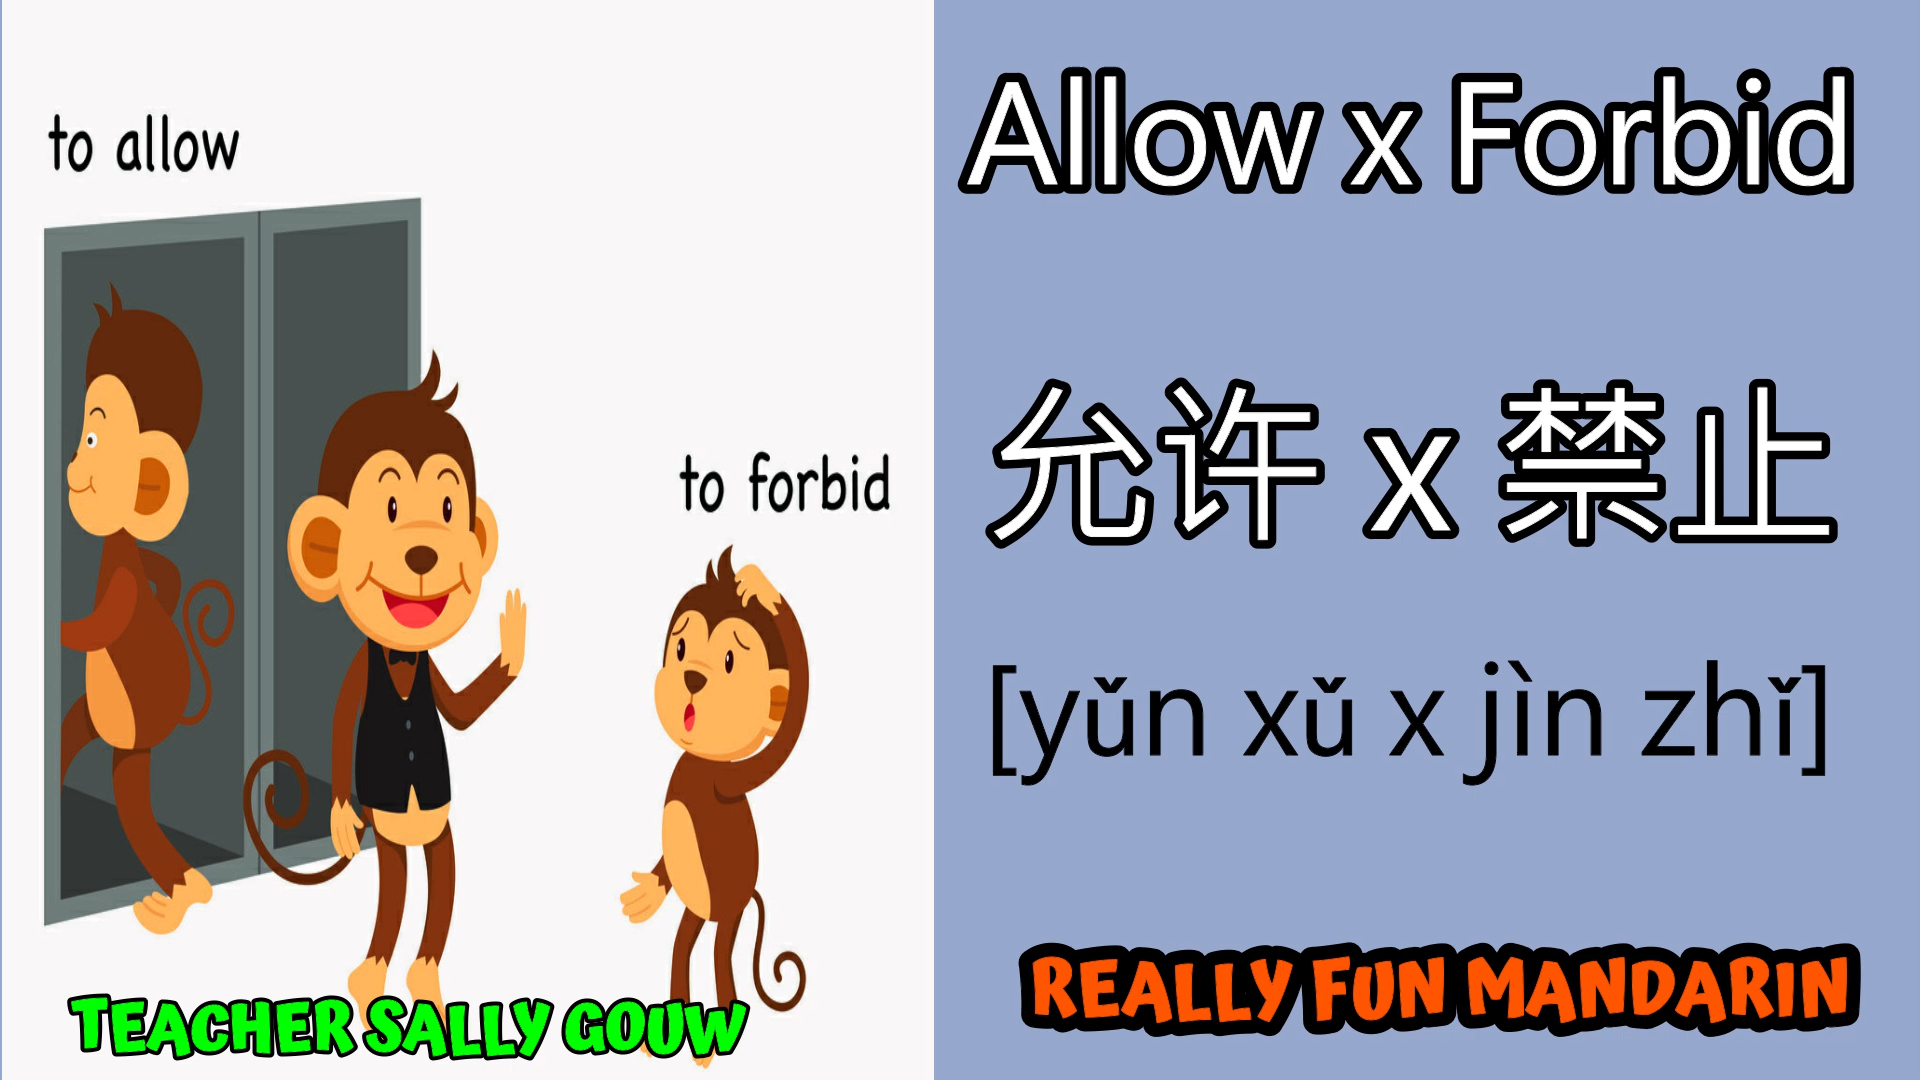 to allow
to forbid
TEACHER SALLY GOUW
Allow x Forbid
允许 x 禁止
[yǔn xǔ x jìn zhǐ]
REALLY FUN MANDARIN